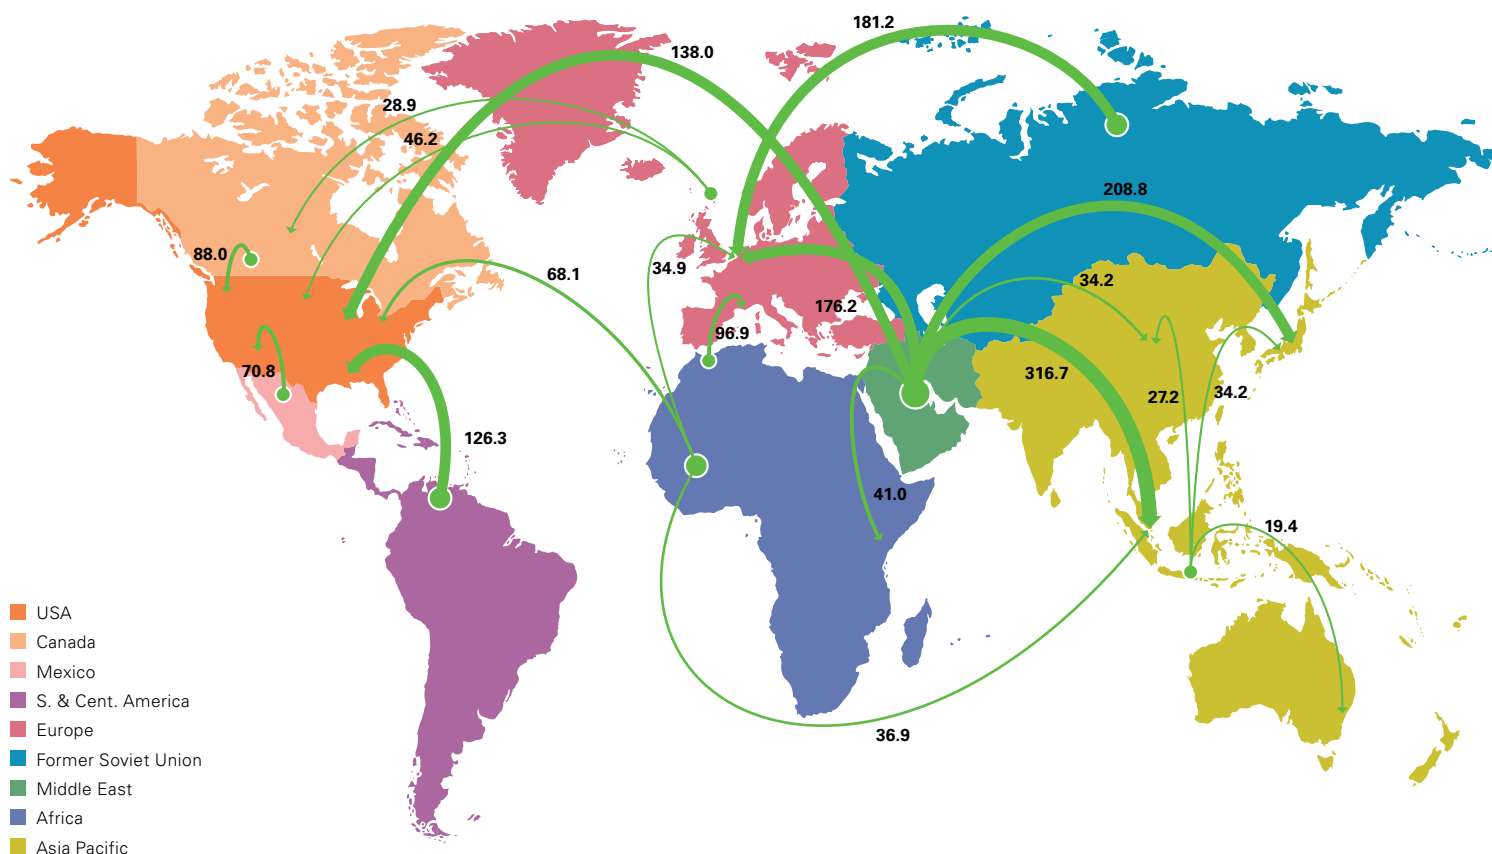 181.2
138.0
28.9
46.2
208.8
88.0
34.9
68.1
34.2
176.2
96.9
70.8
316.7
27.2
34.2
126.3
41.0
19.4
36.9
USA
Canada
Mexico
S. & Cent. America
Europe
Former Soviet Union
Middle East
Africa
Asia Pacific